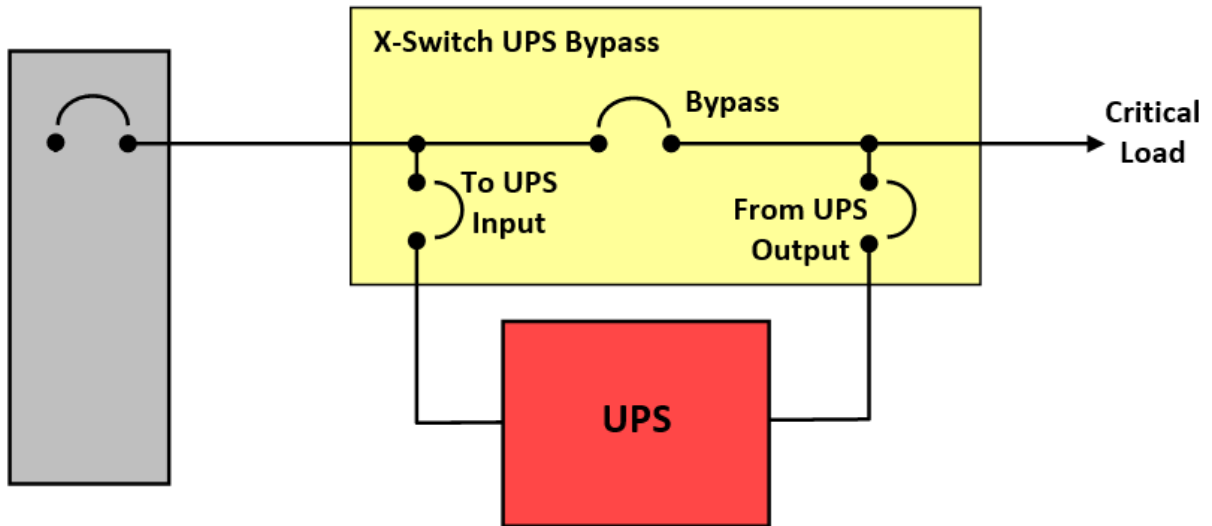 X-Switch UPS Bypass
Bypass
Critical
Load
To UPS
Input
From UPS
Output
UPS